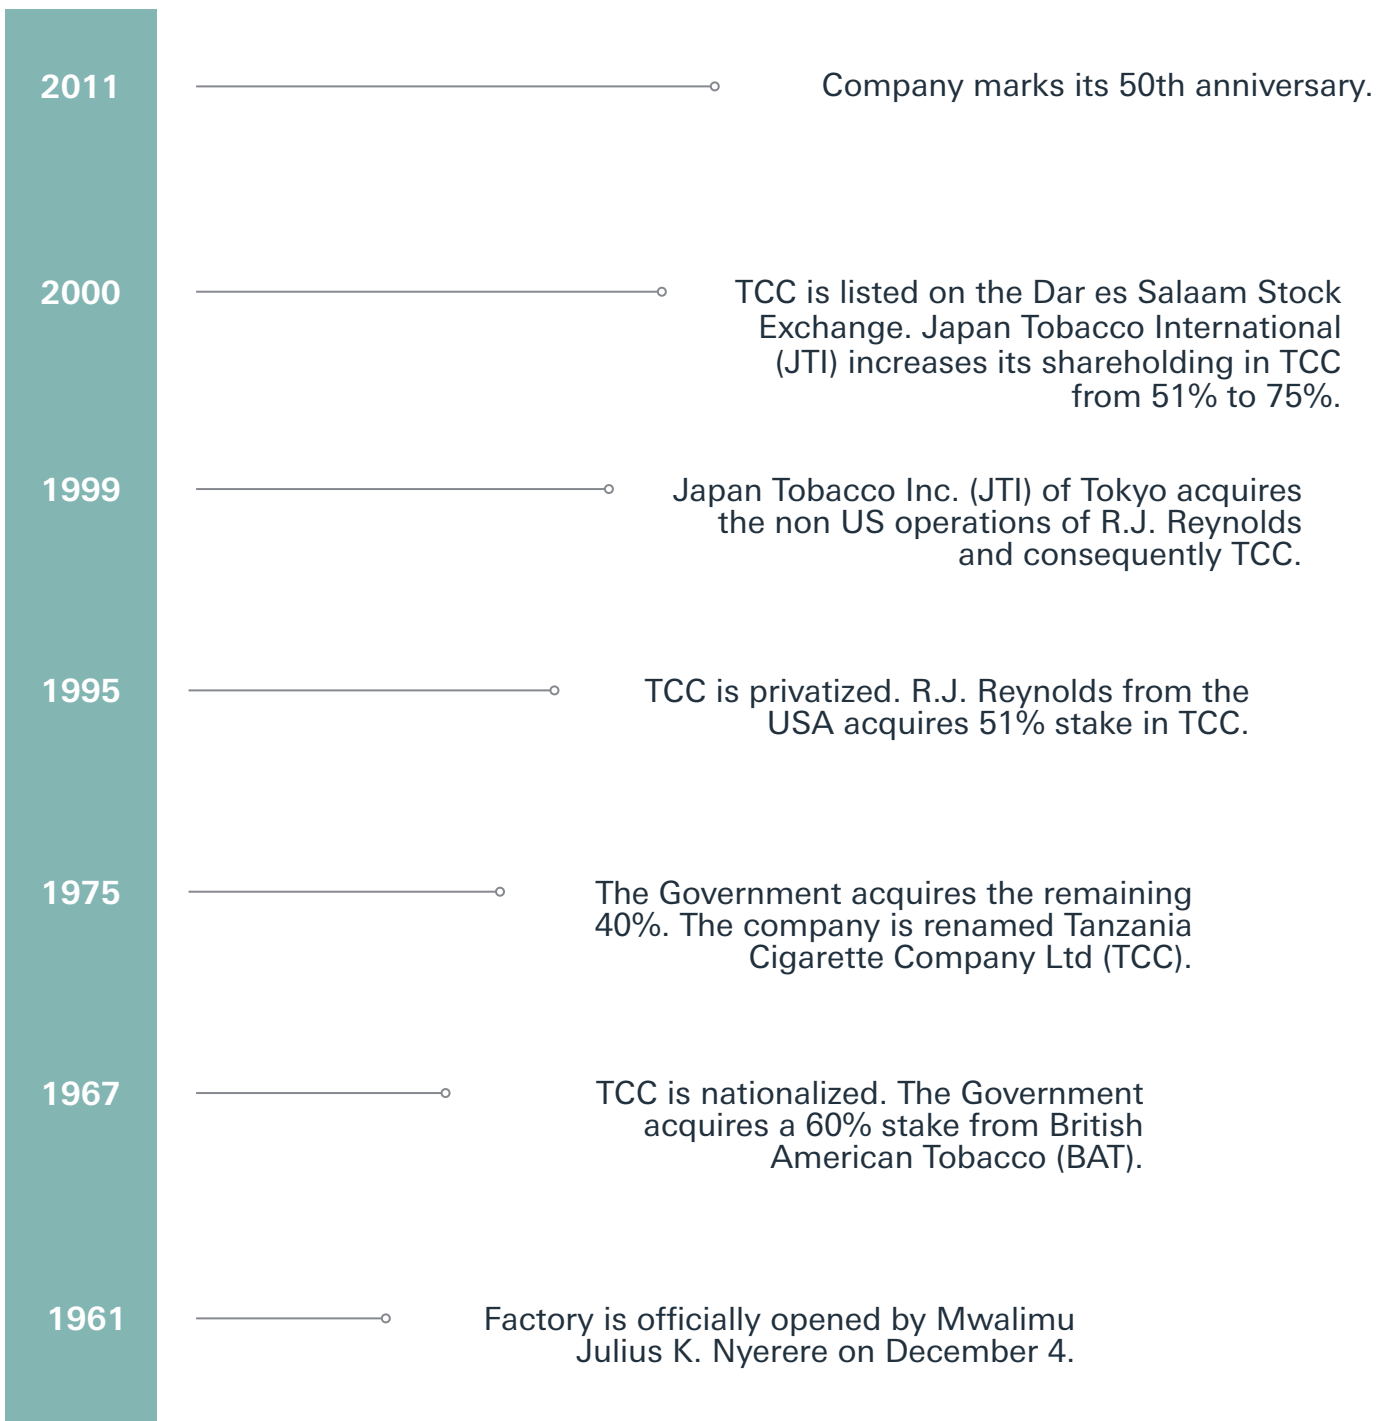 2011
Company marks its 50th anniversary.
2000
TCC is listed on the Dar es Salaam Stock
Exchange. Japan Tobacco International
(JTI) increases its shareholding in TCC
from 51% to 75%.
1999
Japan Tobacco Inc. (JTI) of Tokyo acquires
the non US operations of R.J. Reynolds
and consequently TCC.
1995
TCC is privatized. R.J. Reynolds from the
USA acquires 51% stake in TCC.
1975
The Government acquires the remaining
40%. The company is renamed Tanzania
Cigarette Company Ltd (TCC).
1967
TCC is nationalized. The Government
acquires a 60% stake from British
American Tobacco (BAT).
1961
Factory is officially opened by Mwalimu
Julius K. Nyerere on December 4.